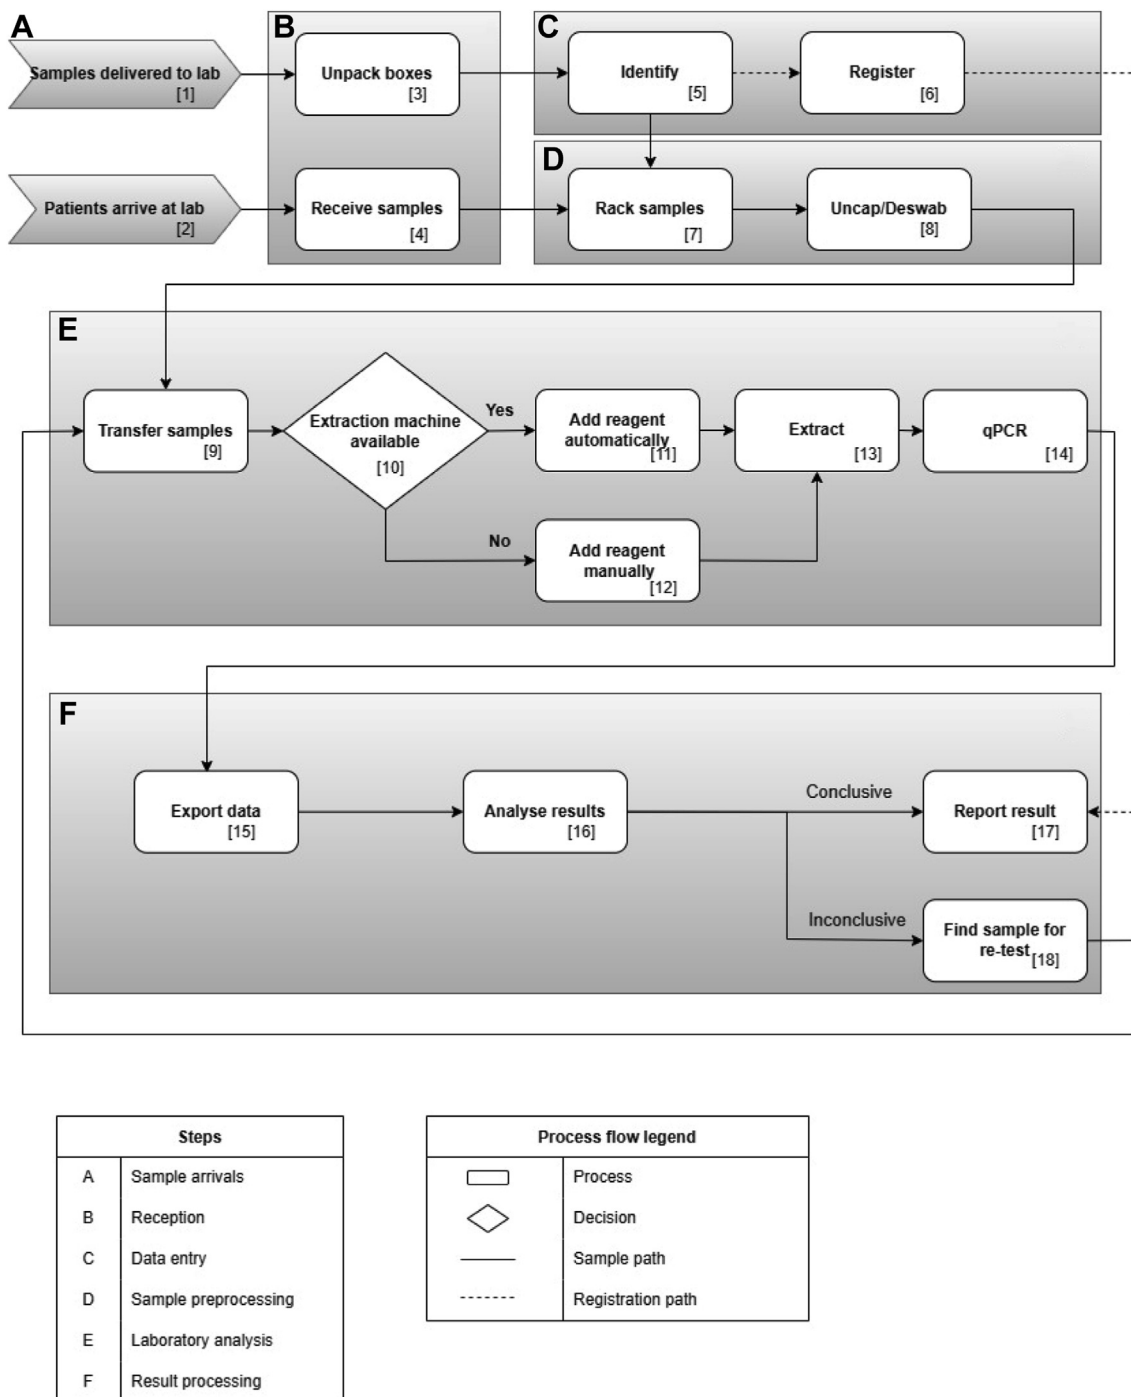 A
B
C
Samples delivered to lab
[1]
Unpack boxes
[3]
Identify
[5]
Register
[6]
D
Patients arrive at lab
[2]
Receive samples
[4]
Rack samples
[7]
Uncap/Deswab
[8]
E
Transfer samples
[9]
Extraction machine
available
[10]
Yes
Add reagent
automatically
[11]
Extract
[13]
qPCR
[14]
No
Add reagent
manually
[12]
F
Export data
[15]
Analyse results
[16]
Conclusive
Report result
[17]
Inconclusive
Find sample for
re-test
[18]
Steps
A Sample arrivals
B Reception
C Data entry
D Sample preprocessing
E Laboratory analysis
F Result processing
Process flow legend
Process
Decision
Sample path
Registration path